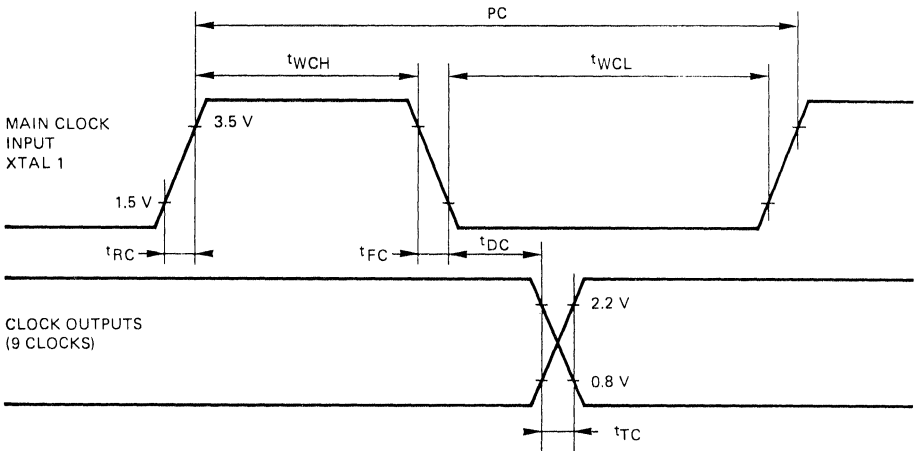 PC
tWCH
tWCL
MAIN CLOCK
INPUT
XTAL 1
3.5 V
1.5 V
tRC
tFC
tDC
CLOCK OUTPUTS
(9 CLOCKS)
2.2 V
0.8 V
tTC